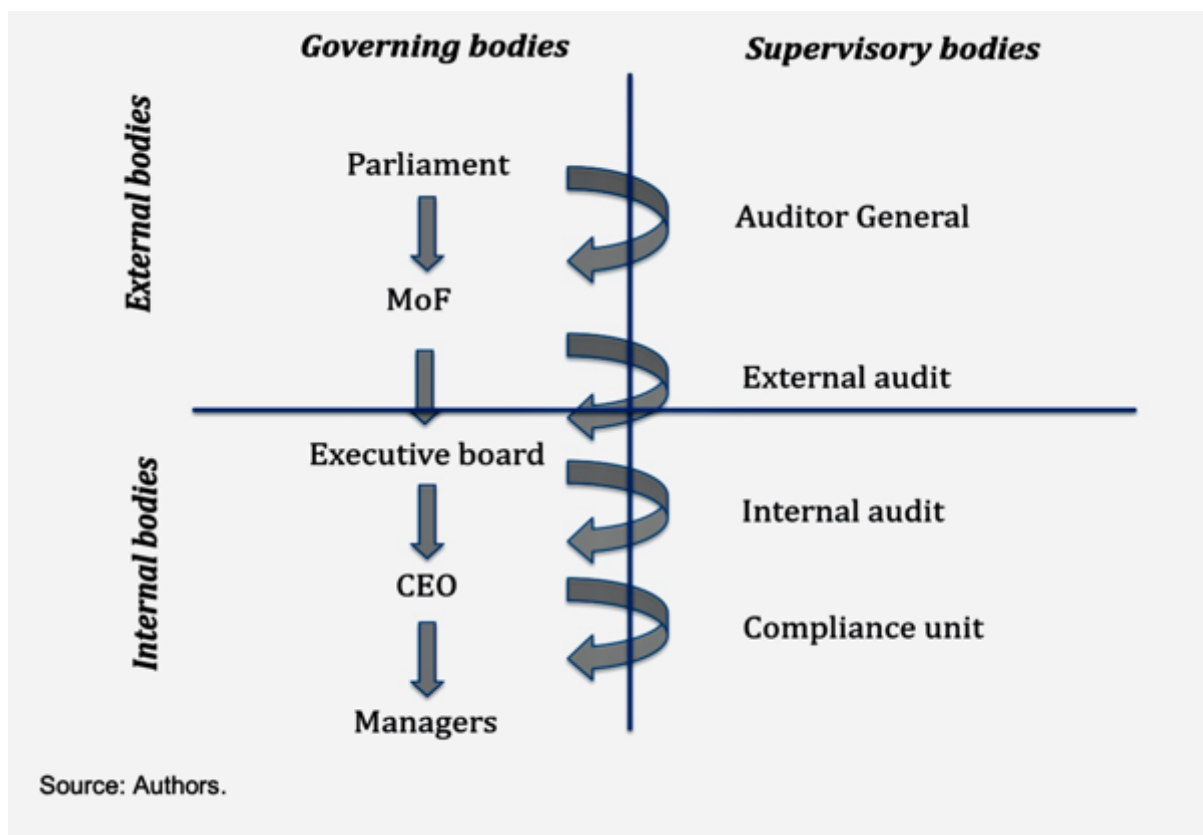 Governing bodies
Supervisory bodies
External bodies
Parliament
Auditor General
MoF
External audit
Executive board
Internal bodies
Internal audit
CEO
Compliance unit
Managers
Source: Authors.